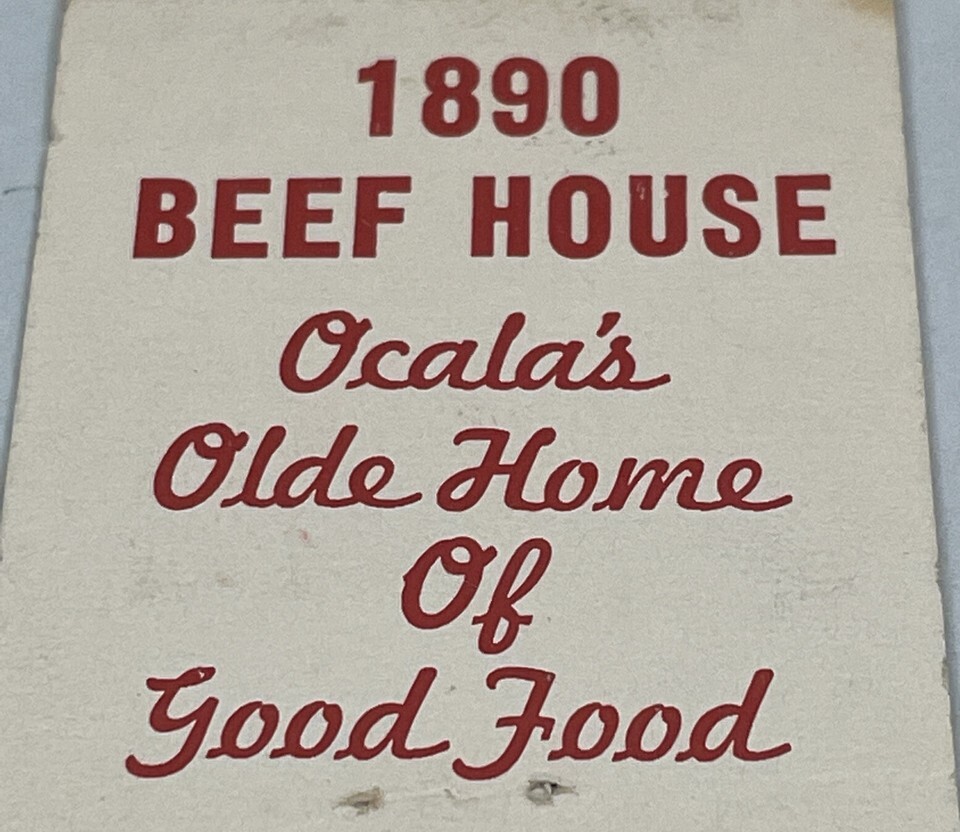 1890
BEEF HOUSE
Ocala's
Olde Home
Of
Good Food